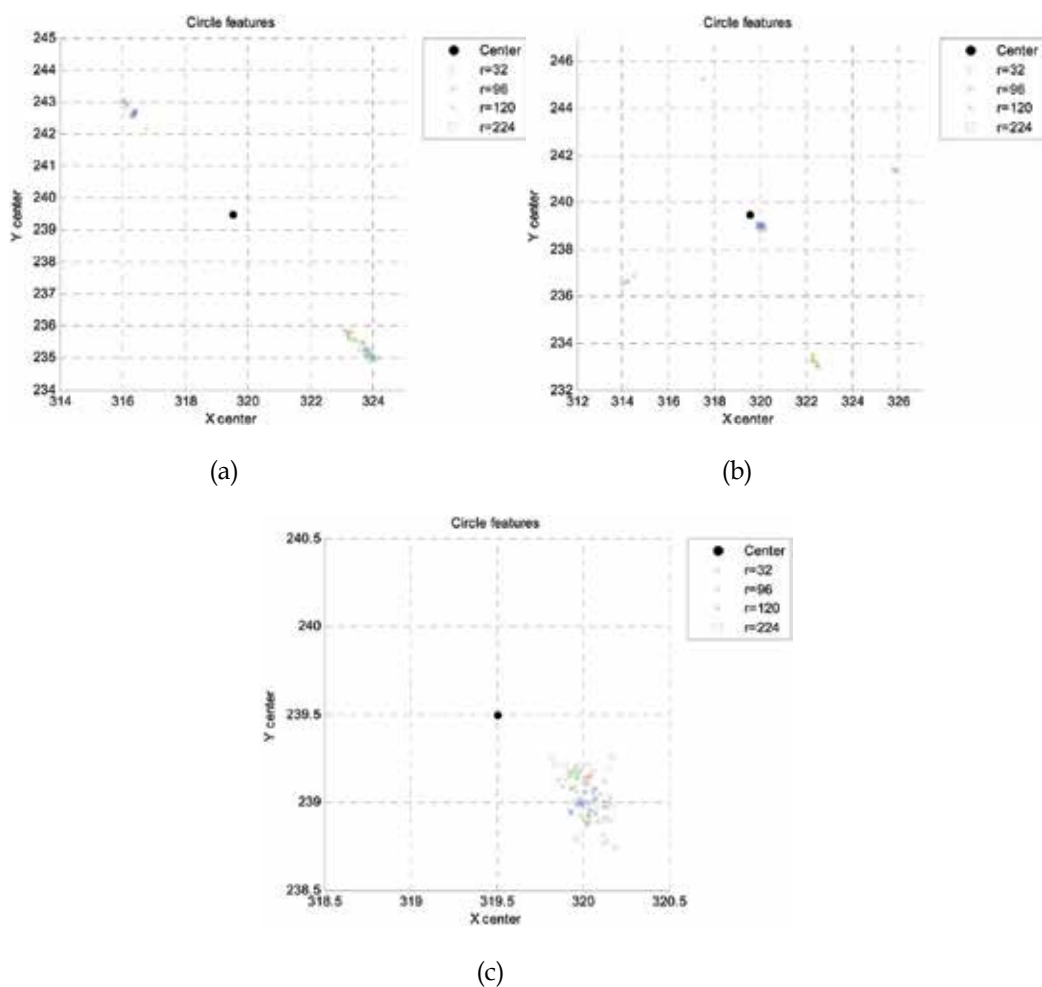 Circle features
245
244
243
242
241
240
239
238
237
236
235
234
314 316 318 320 322 324
X center
Y center
Center
r=32
r=96
r=120
r=224
(a)
Circle features
246
244
242
240
238
236
234
232
312 314 316 318 320 322 324 326
X center
Y center
Center
r=32
r=96
r=120
r=224
(b)
Circle features
240.5
240
239.5
239
238.5
318.5 319 319.5 320 320.5
X center
Y center
Center
r=32
r=96
r=120
r=224
(c)